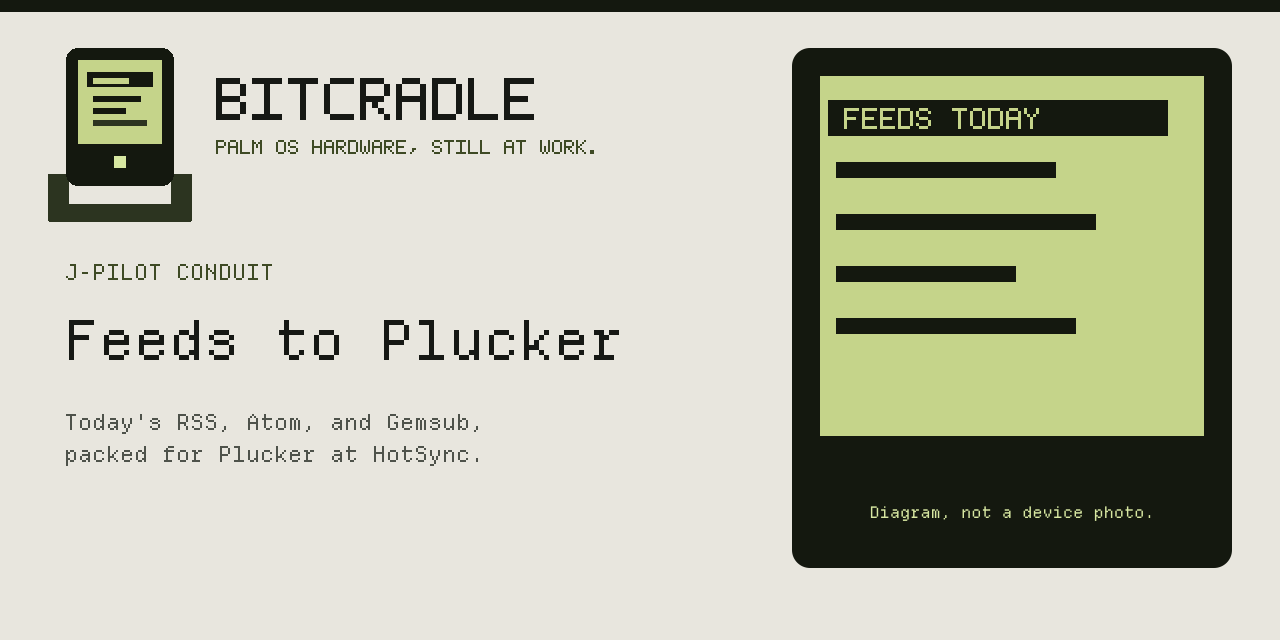 BITCRADLE
PALM OS HARDWARE, STILL AT WORK.
J-PILOT CONDUIT
Feeds to Plucker
Today's RSS, Atom, and Gemsub,
packed for Plucker at HotSync.
FEEDS TODAY
Diagram, not a device photo.